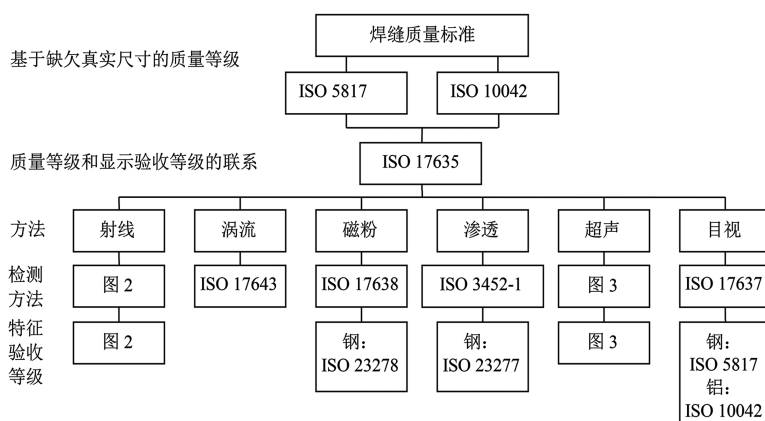 焊缝质量标准
基于缺欠真实尺寸的质量等级
ISO 5817 ISO 10042
质量等级和显示验收等级的联系
ISO 17635
方法 射线 涡流 磁粉 渗透 超声 目视
检测
方法
图 2 ISO 17643 ISO 17638 ISO 3452-1 图 3 ISO 17637
特征
验收
等级
图 2
钢：
ISO 23278
钢：
ISO 23277
图 3
钢：
ISO 5817
铝：
ISO 10042